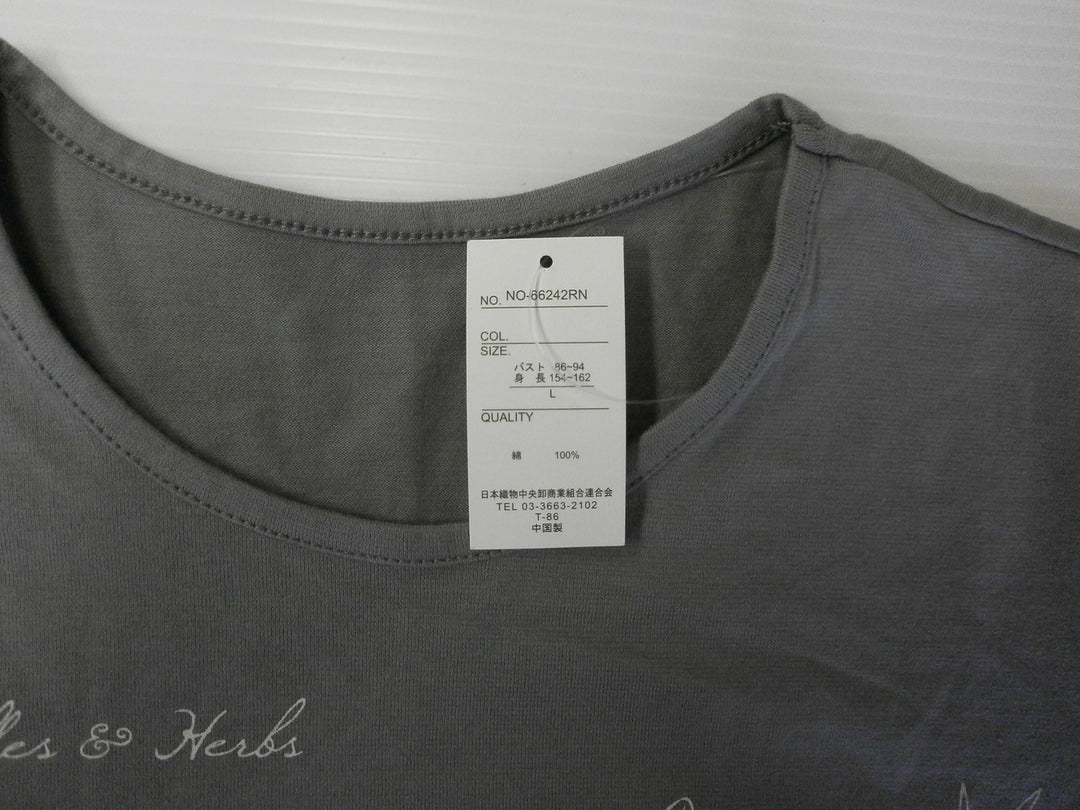 NO. NO-66242RN
COL.
SIZE.
バスト 86~94
身 長 154~162
L
QUALITY
綿 100%
日本織物中央卸商業組合連合会
TEL 03-3663-2102
T-86
中国製
& Herbs